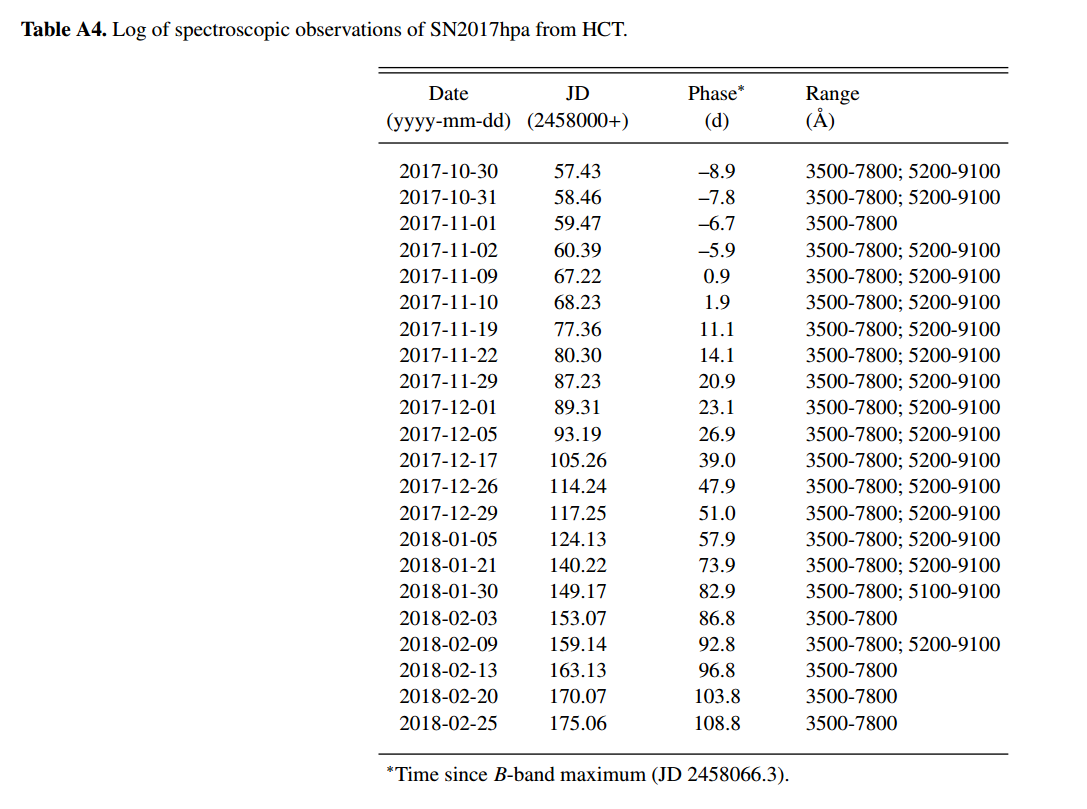 Table A4. Log of spectroscopic observations of SN2017hpa from HCT.
Date JD Phase* Range
(yyyy-mm-dd) (2458000+) (d) (Å)
2017-10-30 57.43 –8.9 3500-7800; 5200-9100
2017-10-31 58.46 –7.8 3500-7800; 5200-9100
2017-11-01 59.47 –6.7 3500-7800
2017-11-02 60.39 –5.9 3500-7800; 5200-9100
2017-11-09 67.22 0.9 3500-7800; 5200-9100
2017-11-10 68.23 1.9 3500-7800; 5200-9100
2017-11-19 77.36 11.1 3500-7800; 5200-9100
2017-11-22 80.30 14.1 3500-7800; 5200-9100
2017-11-29 87.23 20.9 3500-7800; 5200-9100
2017-12-01 89.31 23.1 3500-7800; 5200-9100
2017-12-05 93.19 26.9 3500-7800; 5200-9100
2017-12-17 105.26 39.0 3500-7800; 5200-9100
2017-12-26 114.24 47.9 3500-7800; 5200-9100
2017-12-29 117.25 51.0 3500-7800; 5200-9100
2018-01-05 124.13 57.9 3500-7800; 5200-9100
2018-01-21 140.22 73.9 3500-7800; 5200-9100
2018-01-30 149.17 82.9 3500-7800; 5100-9100
2018-02-03 153.07 86.8 3500-7800
2018-02-09 159.14 92.8 3500-7800; 5200-9100
2018-02-13 163.13 96.8 3500-7800
2018-02-20 170.07 103.8 3500-7800
2018-02-25 175.06 108.8 3500-7800
*Time since B-band maximum (JD 2458066.3).